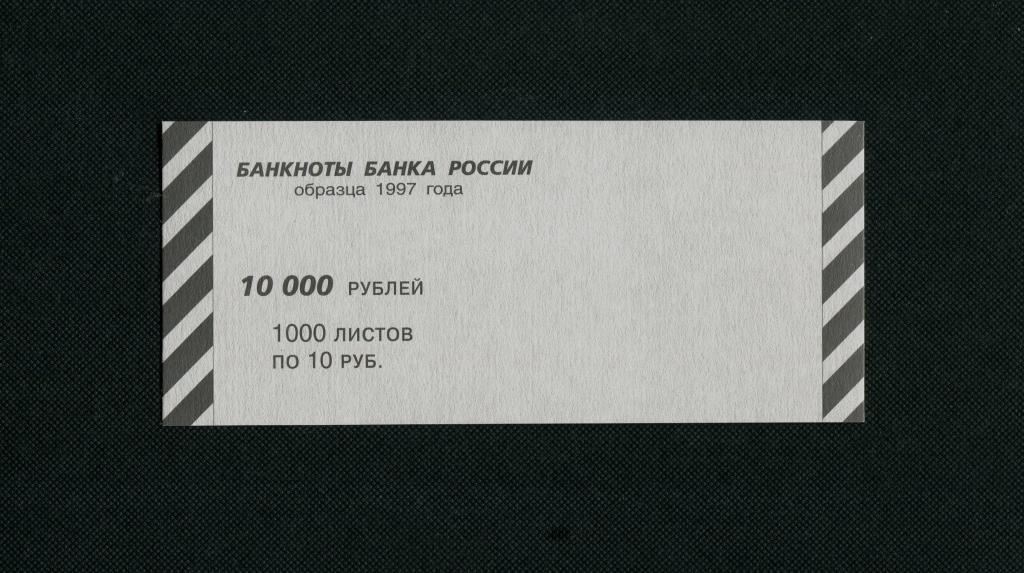 БАНКНОТЫ БАНКА РОССИИ
образца 1997 года
10 000 РУБЛЕЙ
1000 ЛИСТОВ
ПО 10 РУБ.